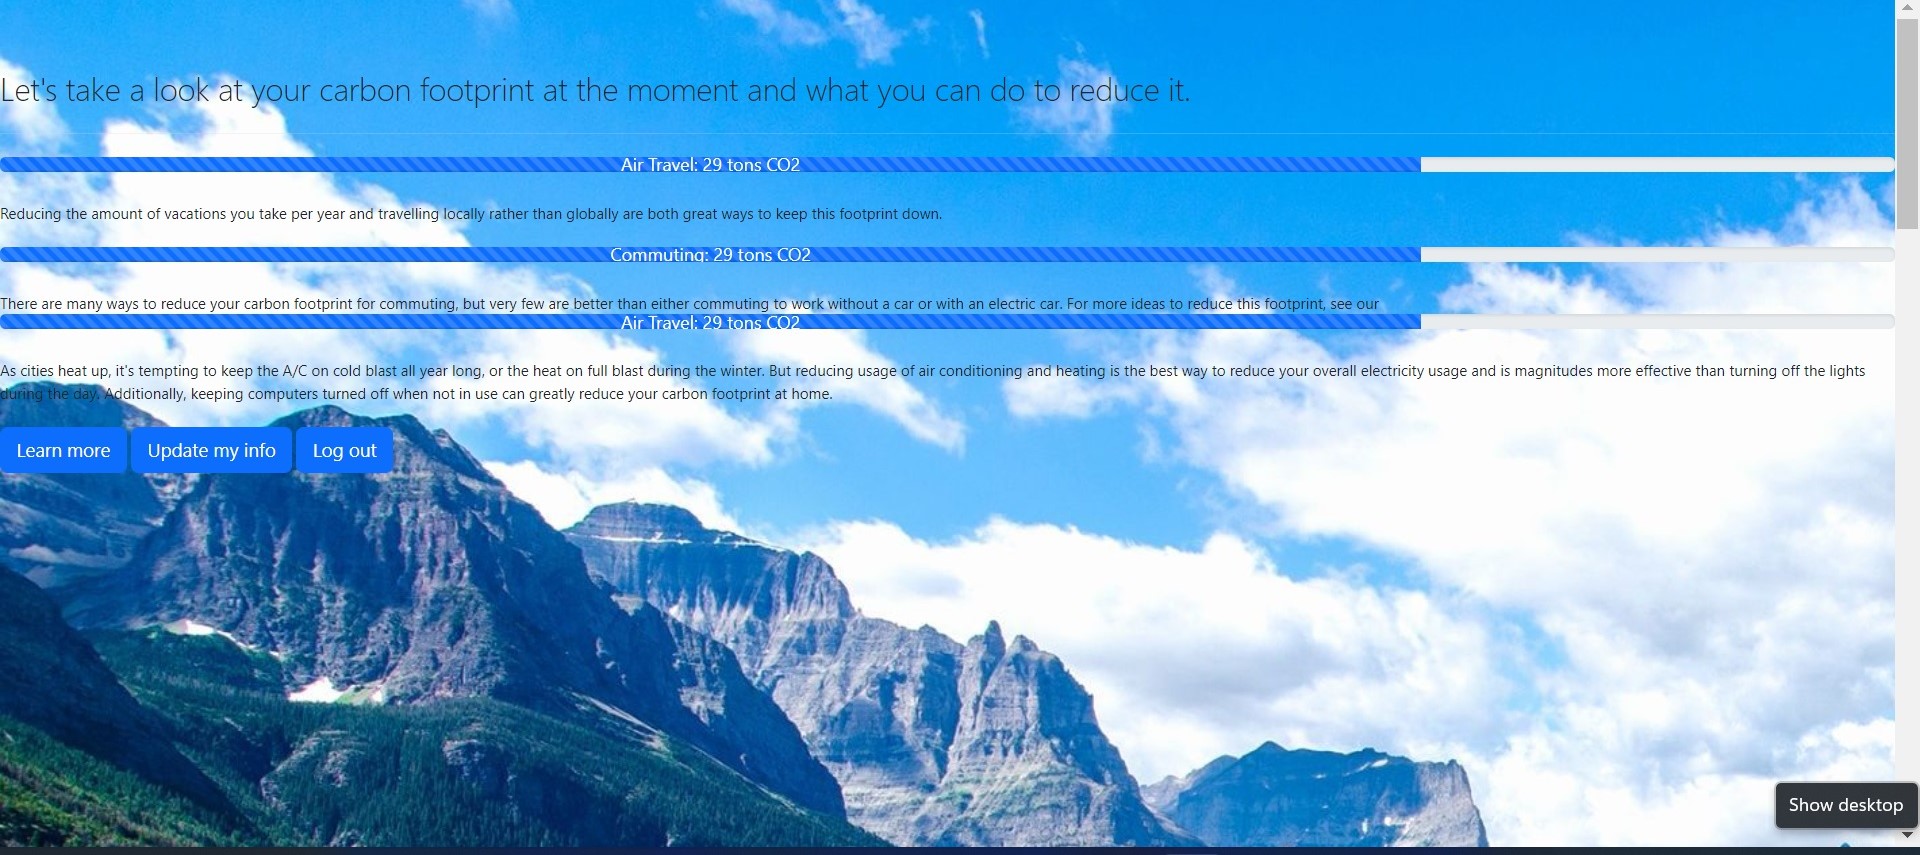 Let's take a look at your carbon footprint at the moment and what you can do to reduce it.
Air Travel: 29 tons CO2
Reducing the amount of vacations you take per year and travelling locally rather than globally are both great ways to keep this footprint down.
Commuting: 29 tons CO2
There are many ways to reduce your carbon footprint for commuting, but very few are better than either commuting to work without a car or with an electric car. For more ideas to reduce this footprint, see our
Air Travel: 29 tons CO2
As cities heat up, it's tempting to keep the A/C on cold blast all year long, or the heat on full blast during the winter. But reducing usage of air conditioning and heating is the best way to reduce your overall electricity usage and is magnitudes more effective than turning off the lights
during the day. Additionally, keeping computers turned off when not in use can greatly reduce your carbon footprint at home.
Learn more Update my info Log out
Show desktop